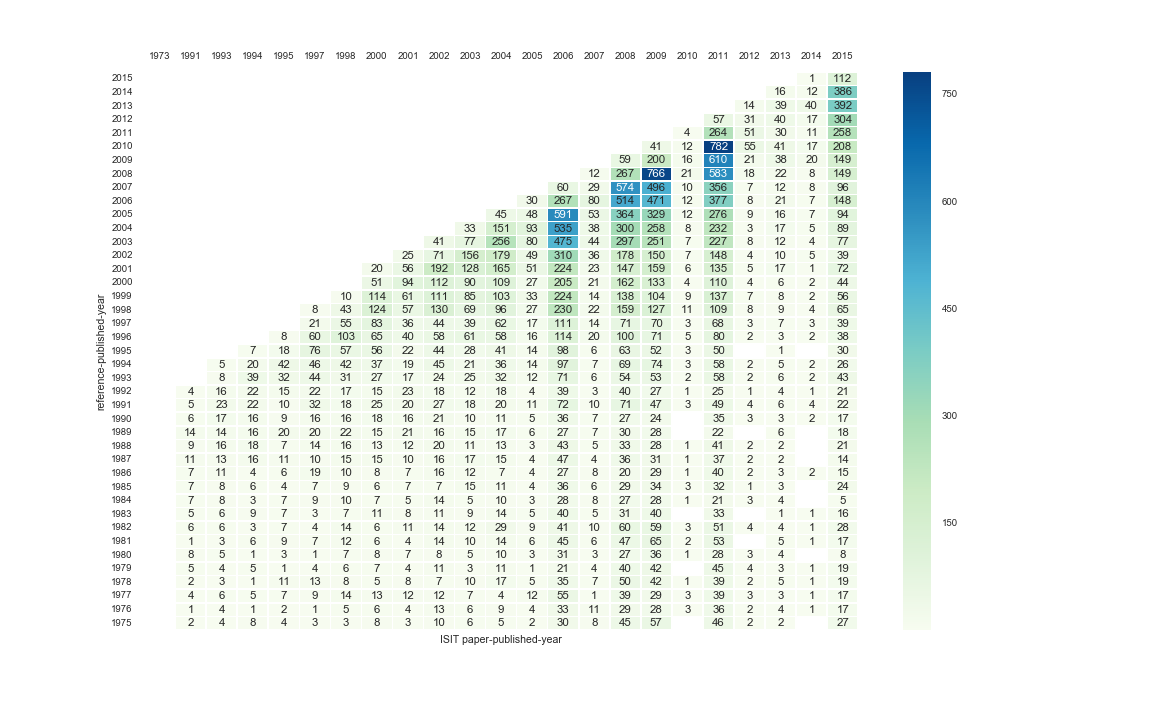 1973 1991 1993 1994 1995 1997 1998 2000 2001 2002 2003 2004 2005 2006 2007 2008 2009 2010 2011 2012 2013 2014 2015
2015 1 112
2014 16 12 386 750
2013 14 39 40 392
2012 57 31 40 17 304
2011 4 264 51 30 11 258
2010 41 12 782 55 41 17 208
2009 59 200 16 610 21 38 20 149
2008 12 267 766 21 583 18 22 8 149
2007 60 29 574 496 10 356 7 12 8 96
2006 30 267 80 514 471 12 377 8 21 7 148 600
2005 45 48 591 53 364 329 12 276 9 16 7 94
2004 33 151 93 535 38 300 258 8 232 3 17 5 89
2003 41 77 256 80 475 44 297 251 7 227 8 12 4 77
2002 25 71 156 179 49 310 36 178 150 7 148 4 10 5 39
2001 20 56 192 128 165 51 224 23 147 159 6 135 5 17 1 72
2000 51 94 112 90 109 27 205 21 162 133 4 110 4 6 2 44
1999 10 114 61 111 85 103 33 224 14 138 104 9 137 7 8 2 56
1998 8 43 124 57 130 69 96 27 230 22 159 127 11 109 8 9 4 65 450
1997 21 55 83 36 44 39 62 17 111 14 71 70 3 68 3 7 3 39
1996 8 60 103 65 40 58 61 58 16 114 20 100 71 5 80 2 3 2 38
1995 7 18 76 57 56 22 44 28 41 14 98 6 63 52 3 50 1 30
1994 5 20 42 46 42 37 19 45 21 36 14 97 7 69 74 3 58 2 5 2 26
1993 8 39 32 44 31 27 17 24 25 32 12 71 6 54 53 2 58 2 6 2 43
1992 4 16 22 15 22 17 15 23 18 12 18 4 39 3 40 27 1 25 1 4 1 21
1991 5 23 22 10 32 18 25 20 27 18 20 11 72 10 71 47 3 49 4 6 4 22
1990 6 17 16 9 16 16 18 16 21 10 11 5 36 7 27 24 35 3 3 2 17 300
1989 14 14 16 20 20 22 15 21 16 15 17 6 27 7 30 28 22 6 18
1988 9 16 18 7 14 16 13 12 20 11 13 3 43 5 33 28 1 41 2 2 21
1987 11 13 16 11 10 15 15 10 16 17 15 4 47 4 36 31 1 37 2 2 14
1986 7 11 4 6 19 10 8 7 16 12 7 4 27 8 20 29 1 40 2 3 2 15
1985 7 8 6 4 7 9 6 7 7 15 11 4 36 6 29 34 3 32 1 3 24
1984 7 8 3 7 9 10 7 5 14 5 10 3 28 8 27 28 1 21 3 4 5
1983 5 6 9 7 3 7 11 8 11 9 14 5 40 5 31 40 33 1 1 16
1982 6 6 3 7 4 14 6 11 14 12 29 9 41 10 60 59 3 51 4 4 1 28 150
1981 1 3 6 9 7 12 6 4 14 10 14 6 45 6 47 65 2 53 5 1 17
1980 8 5 1 3 1 7 8 7 8 5 10 3 31 3 27 36 1 28 3 4 8
1979 5 4 5 1 4 6 7 4 11 3 11 1 21 4 40 42 45 4 3 1 19
1978 2 3 1 11 13 8 5 8 7 10 17 5 35 7 50 42 1 39 2 5 1 19
1977 4 6 5 7 9 14 13 12 12 7 4 12 55 1 39 29 3 39 3 3 1 17
1976 1 4 1 2 1 5 6 4 13 6 9 4 33 11 29 28 3 36 2 4 1 17
1975 2 4 8 4 3 3 8 3 10 6 5 2 30 8 45 57 46 2 2 27
reference-published-year
ISIT paper-published-year